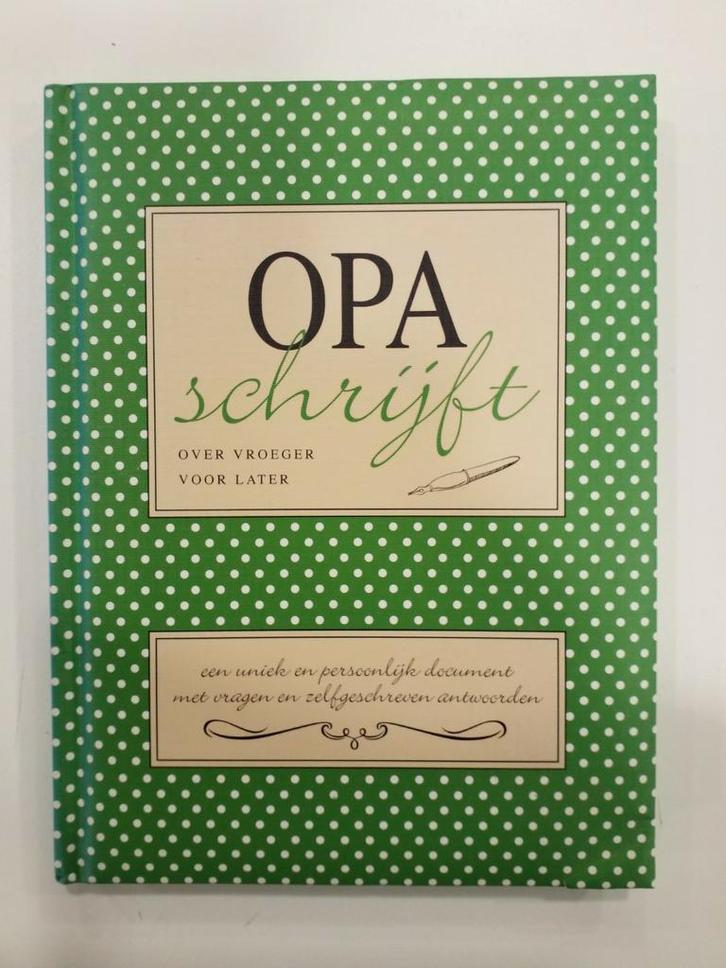 OPA
schrijft
OVER VROEGER
VOOR LATER
een uniek en persoonlijk document
met vragen en zelfgeschreven antwoorden